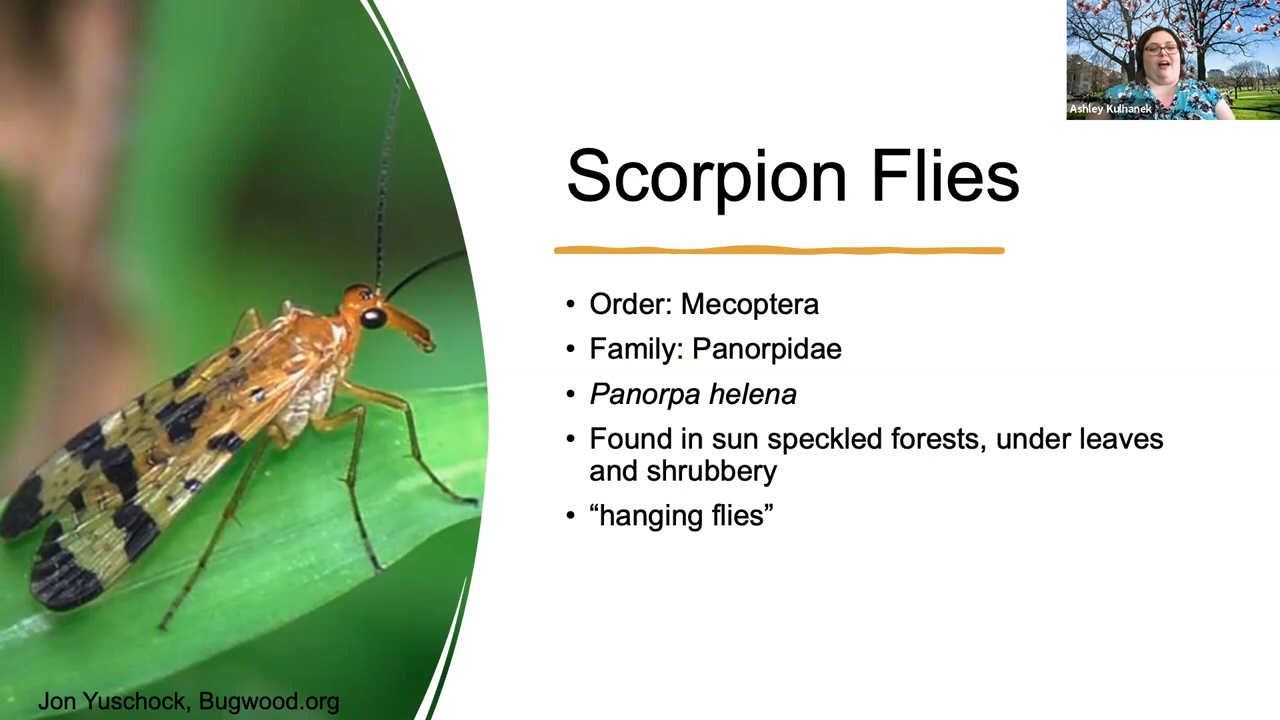 Ashley Kulhanek
Scorpion Flies
• Order: Mecoptera
• Family: Panorpidae
• Panorpa helena
• Found in sun speckled forests, under leaves
and shrubbery
• “hanging flies”
Jon Yuschock, Bugwood.org